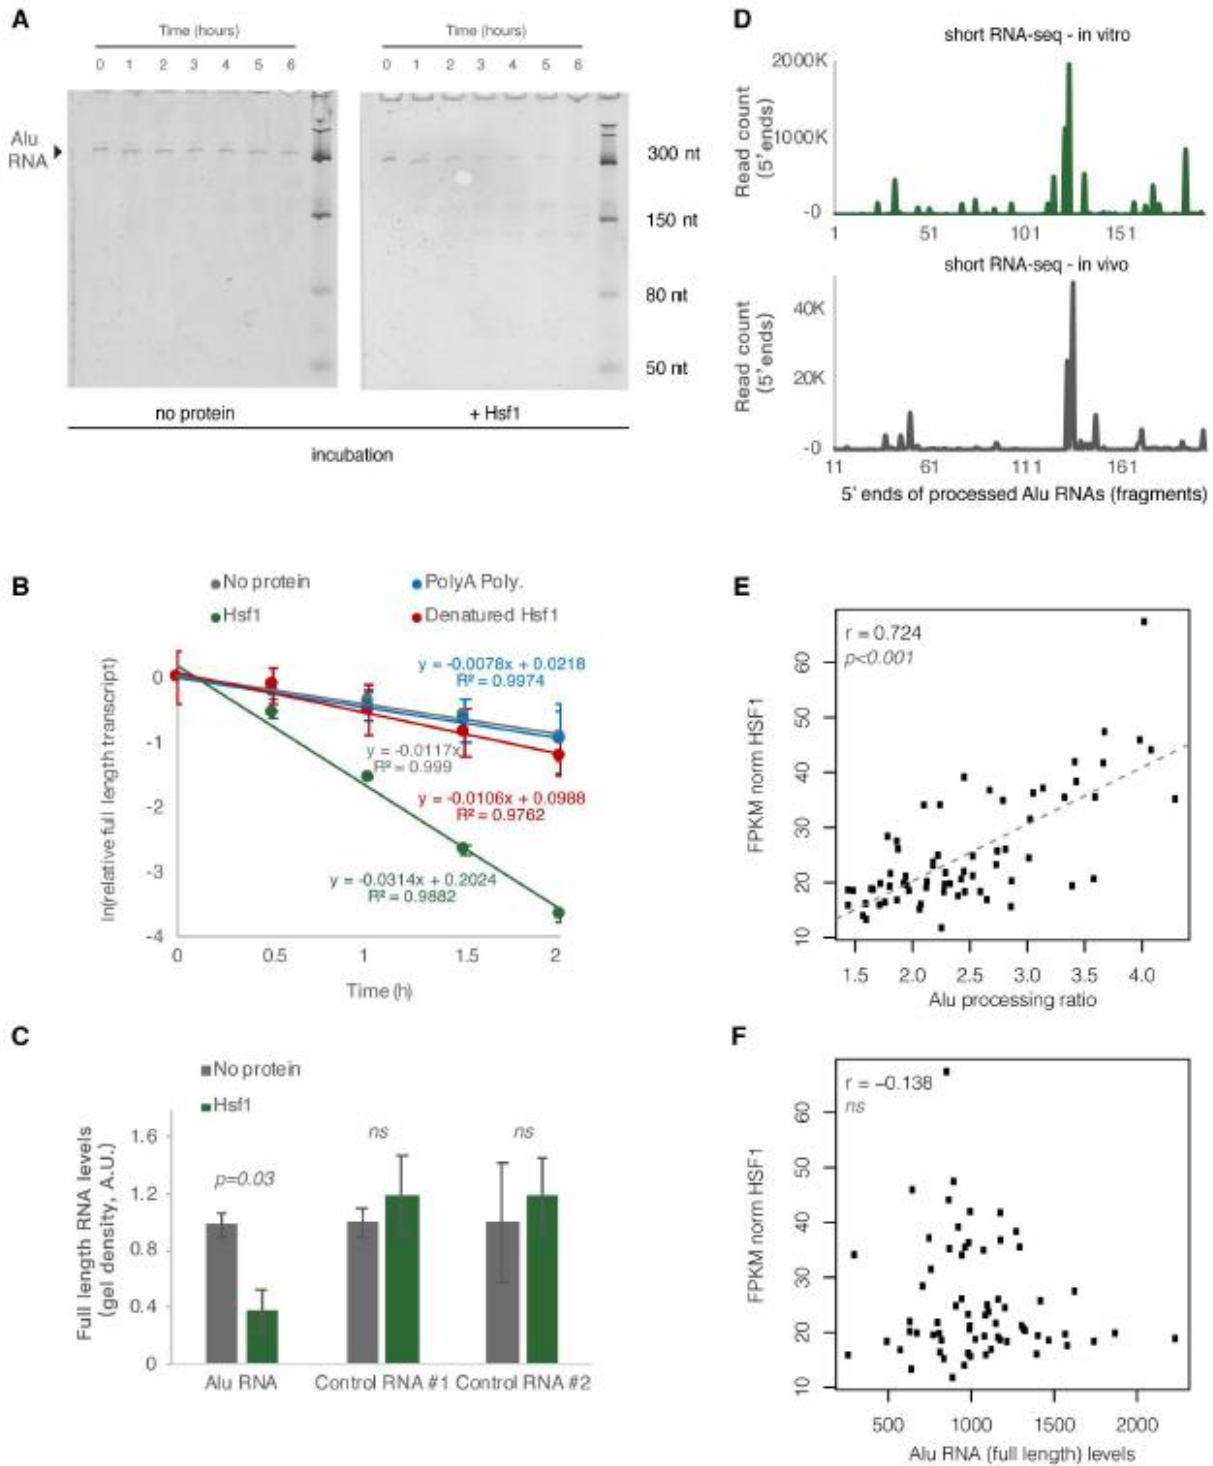 A
Time (hours)
0 1 2 3 4 5 6
Time (hours)
0 1 2 3 4 5 6
Alu
RNA
300 nt
150 nt
80 nt
50 nt
no protein
+ Hsf1
incubation
D
short RNA-seq - in vitro
Read count
(5' ends)
2000K
1000K
-0
1 51 101 151
short RNA-seq - in vivo
Read count
(5' ends)
40K
20K
-0
11 61 111 161
5' ends of processed Alu RNAs (fragments)
B
No protein
PolyA Poly.
Hsf1
Denatured Hsf1
ln(relative full length transcript)
0
-1
-2
-3
-4
y = -0.0078x + 0.0218
R² = 0.9974
y = -0.0117x
R² = 0.999
y = -0.0106x + 0.0988
R² = 0.9762
y = -0.0314x + 0.2024
R² = 0.9882
0 0.5 1 1.5 2
Time (h)
E
r = 0.724
p<0.001
FPKM norm HSF1
60
50
40
30
20
10
1.5 2.0 2.5 3.0 3.5 4.0
Alu processing ratio
C
No protein
Hsf1
Full length RNA levels
(gel density, A.U.)
1.6
1.2
0.8
0.4
0
p=0.03
ns
ns
Alu RNA Control RNA #1 Control RNA #2
F
r = −0.138
ns
FPKM norm HSF1
60
50
40
30
20
10
500 1000 1500 2000
Alu RNA (full length) levels